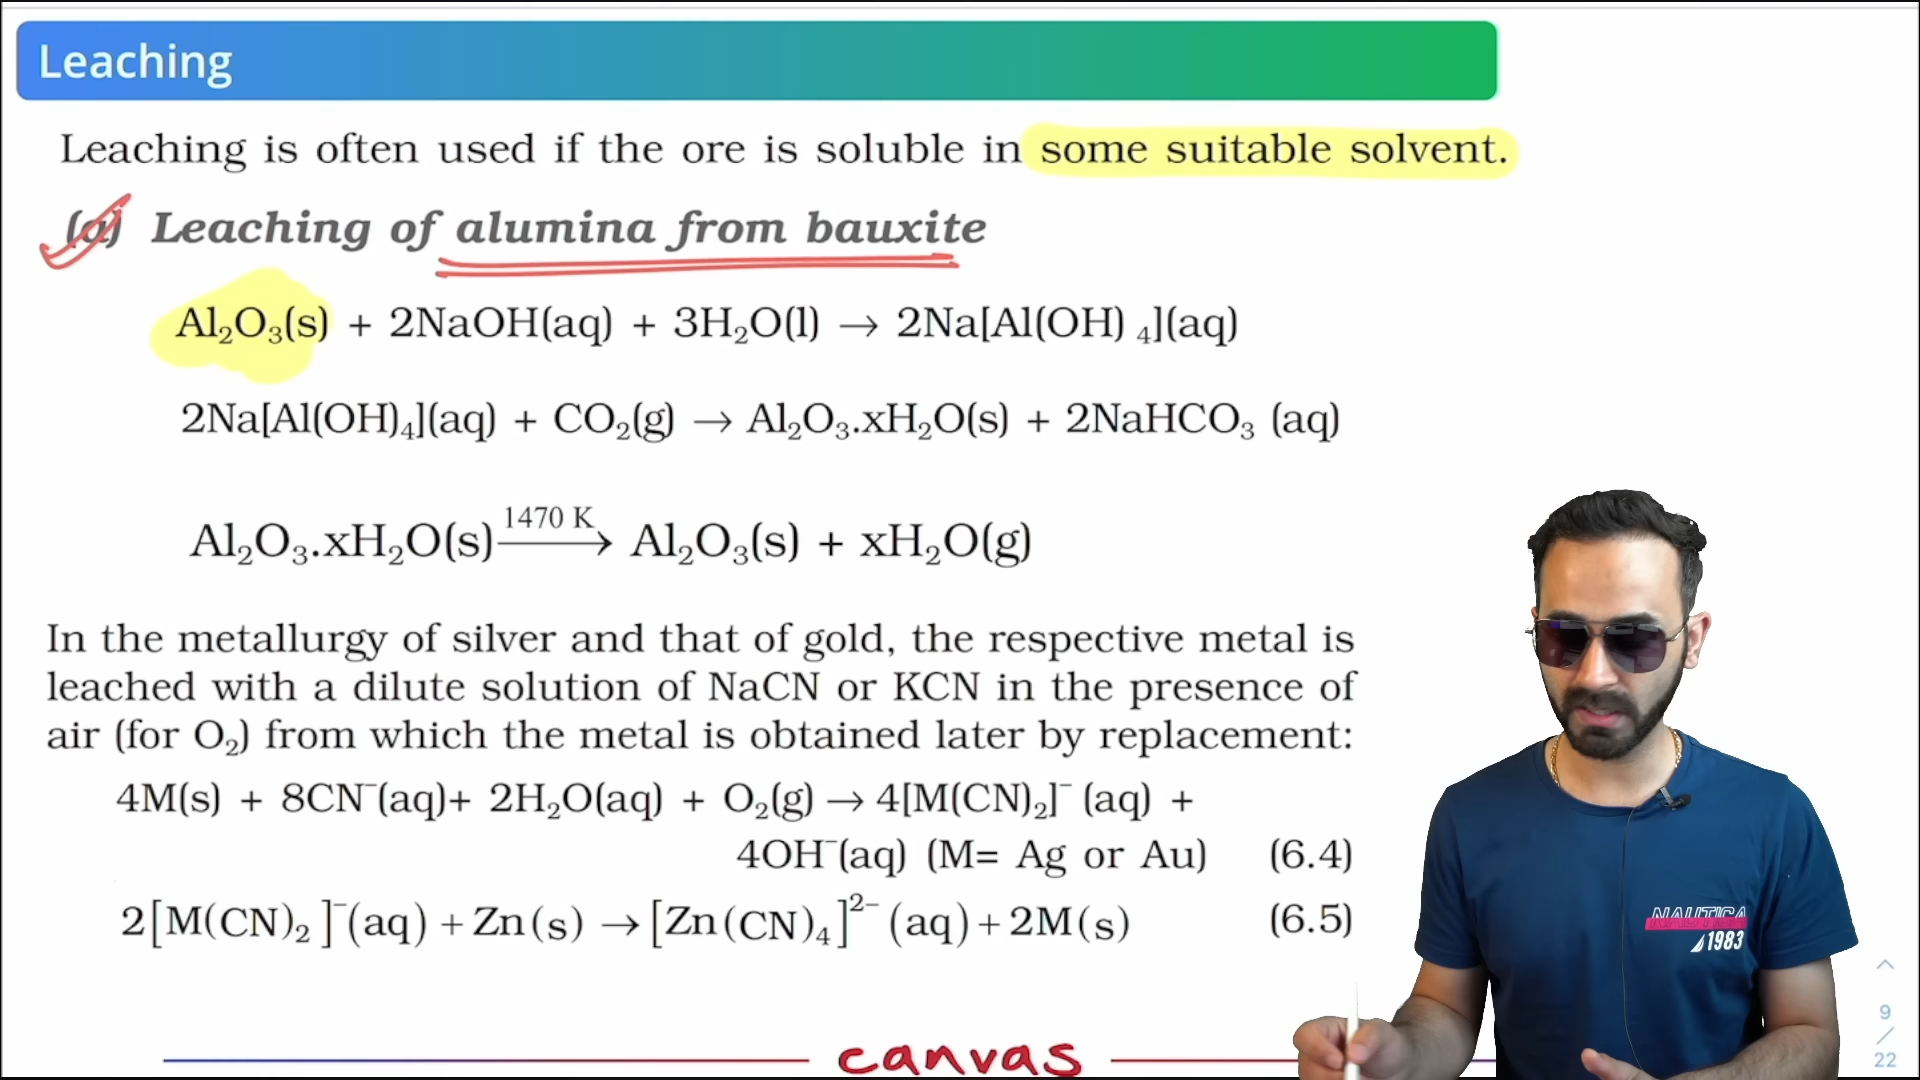 Leaching
Leaching is often used if the ore is soluble in some suitable solvent.
(a) Leaching of alumina from bauxite
Al₂O₃(s) + 2NaOH(aq) + 3H₂O(l) → 2Na[Al(OH) ₄](aq)
2Na[Al(OH)₄](aq) + CO₂(g) → Al₂O₃.xH₂O(s) + 2NaHCO₃ (aq)
1470 K
Al₂O₃.xH₂O(s) → Al₂O₃(s) + xH₂O(g)
In the metallurgy of silver and that of gold, the respective metal is
leached with a dilute solution of NaCN or KCN in the presence of
air (for O₂) from which the metal is obtained later by replacement:
4M(s) + 8CN⁻(aq)+ 2H₂O(aq) + O₂(g) → 4[M(CN)₂]⁻ (aq) +
4OH⁻(aq) (M= Ag or Au) (6.4)
2[M(CN)₂]⁻(aq) + Zn(s) → [Zn(CN)₄]²⁻ (aq) + 2M(s) (6.5)
NAUTICA
1983
canvas
9
/
22